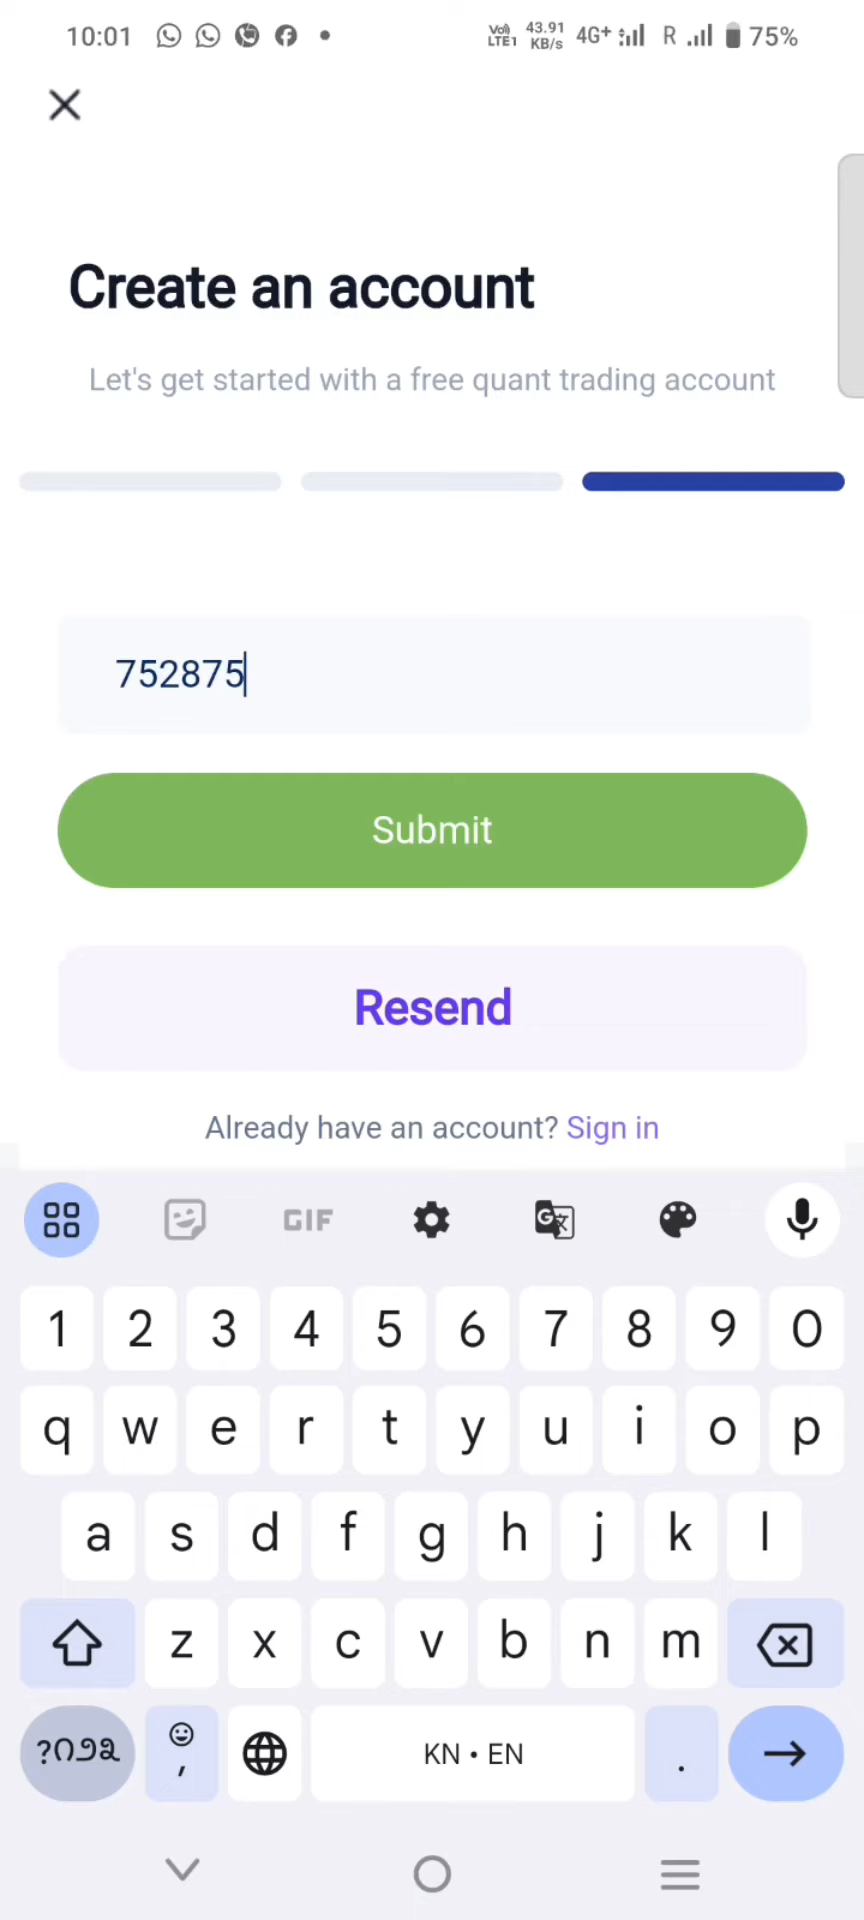 10:01 Vo) LTE1 43.91 KB/s 4G+ R 75%
Create an account
Let's get started with a free quant trading account
752875
Submit
Resend
Already have an account? Sign in
GIF
1 2 3 4 5 6 7 8 9 0
q w e r t y u i o p
a s d f g h j k l
z x c v b n m
?೧೨೩ , KN • EN .